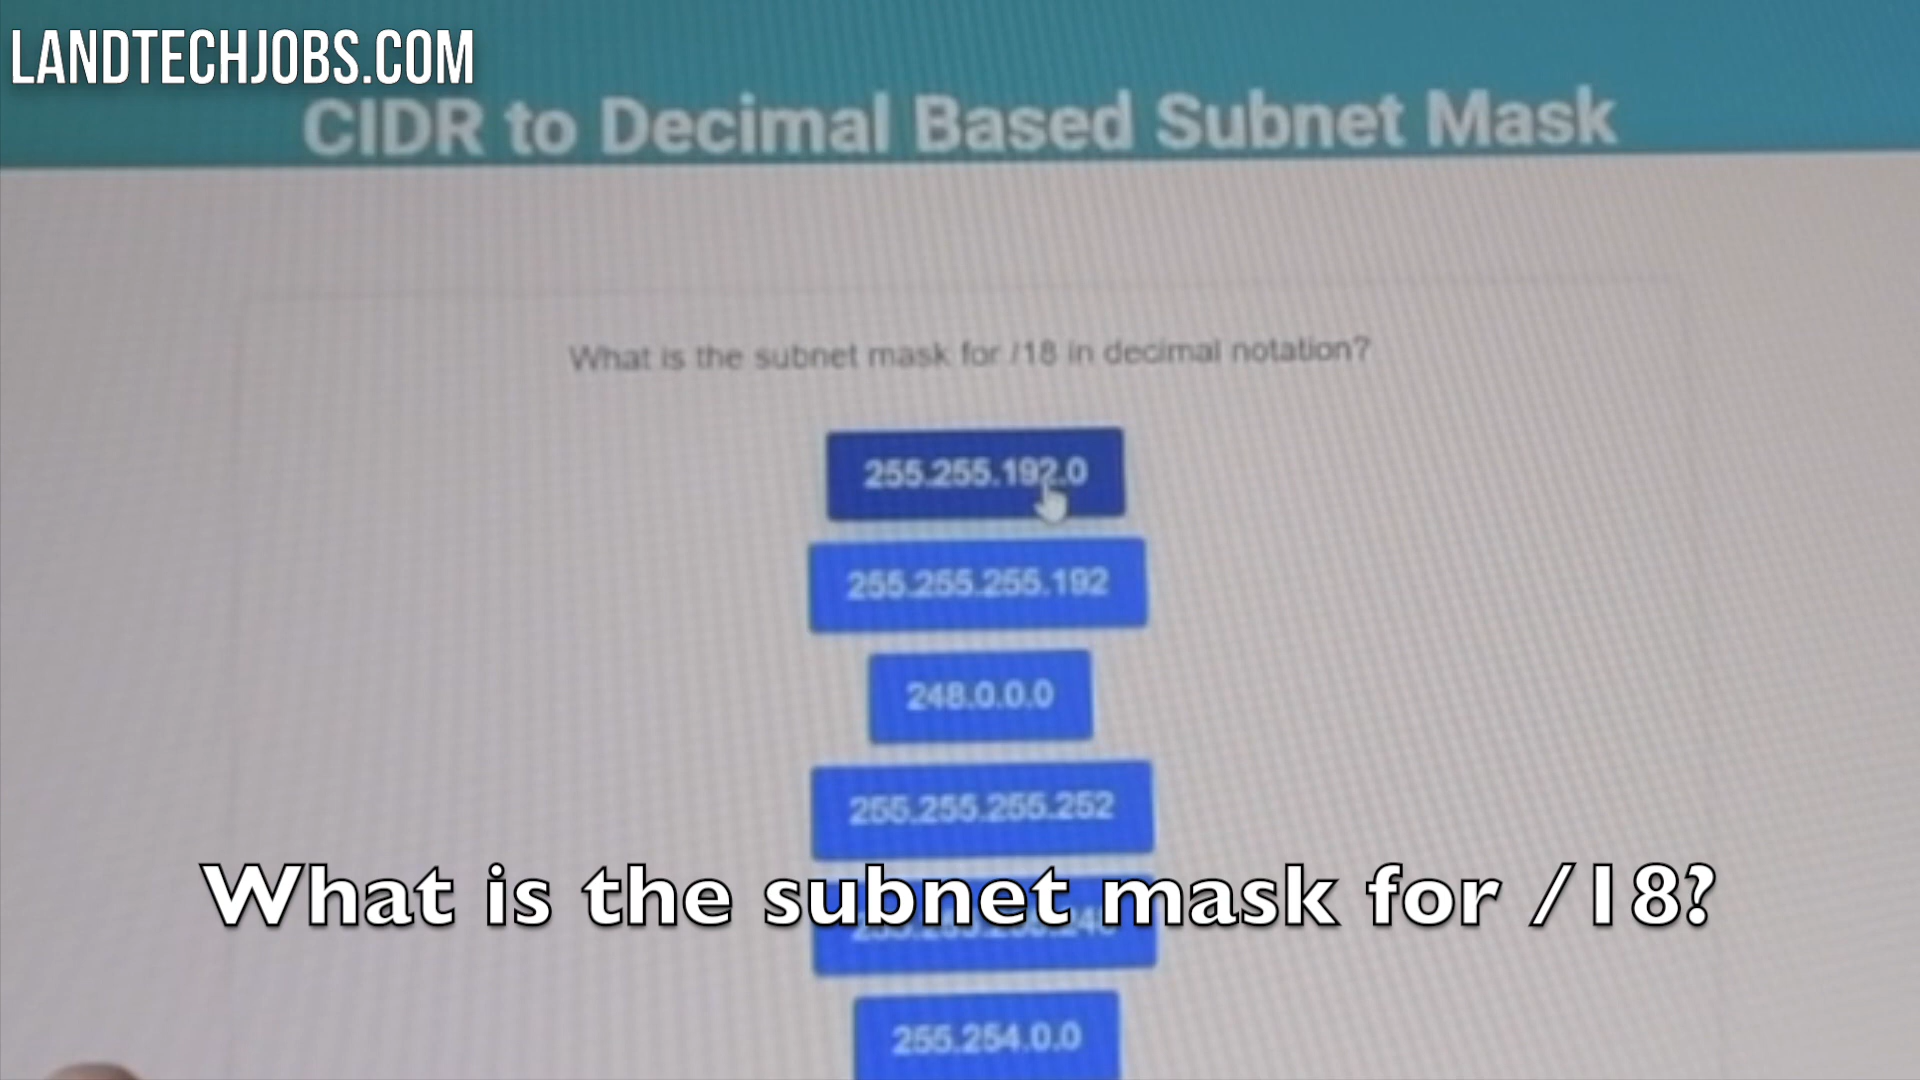 LANDTECHJOBS.COM
CIDR to Decimal Based Subnet Mask
What is the subnet mask for /18 in decimal notation?
255.255.192.0
255.255.255.192
248.0.0.0
255.255.255.252
What is the subnet mask for /18?
255.254.0.0